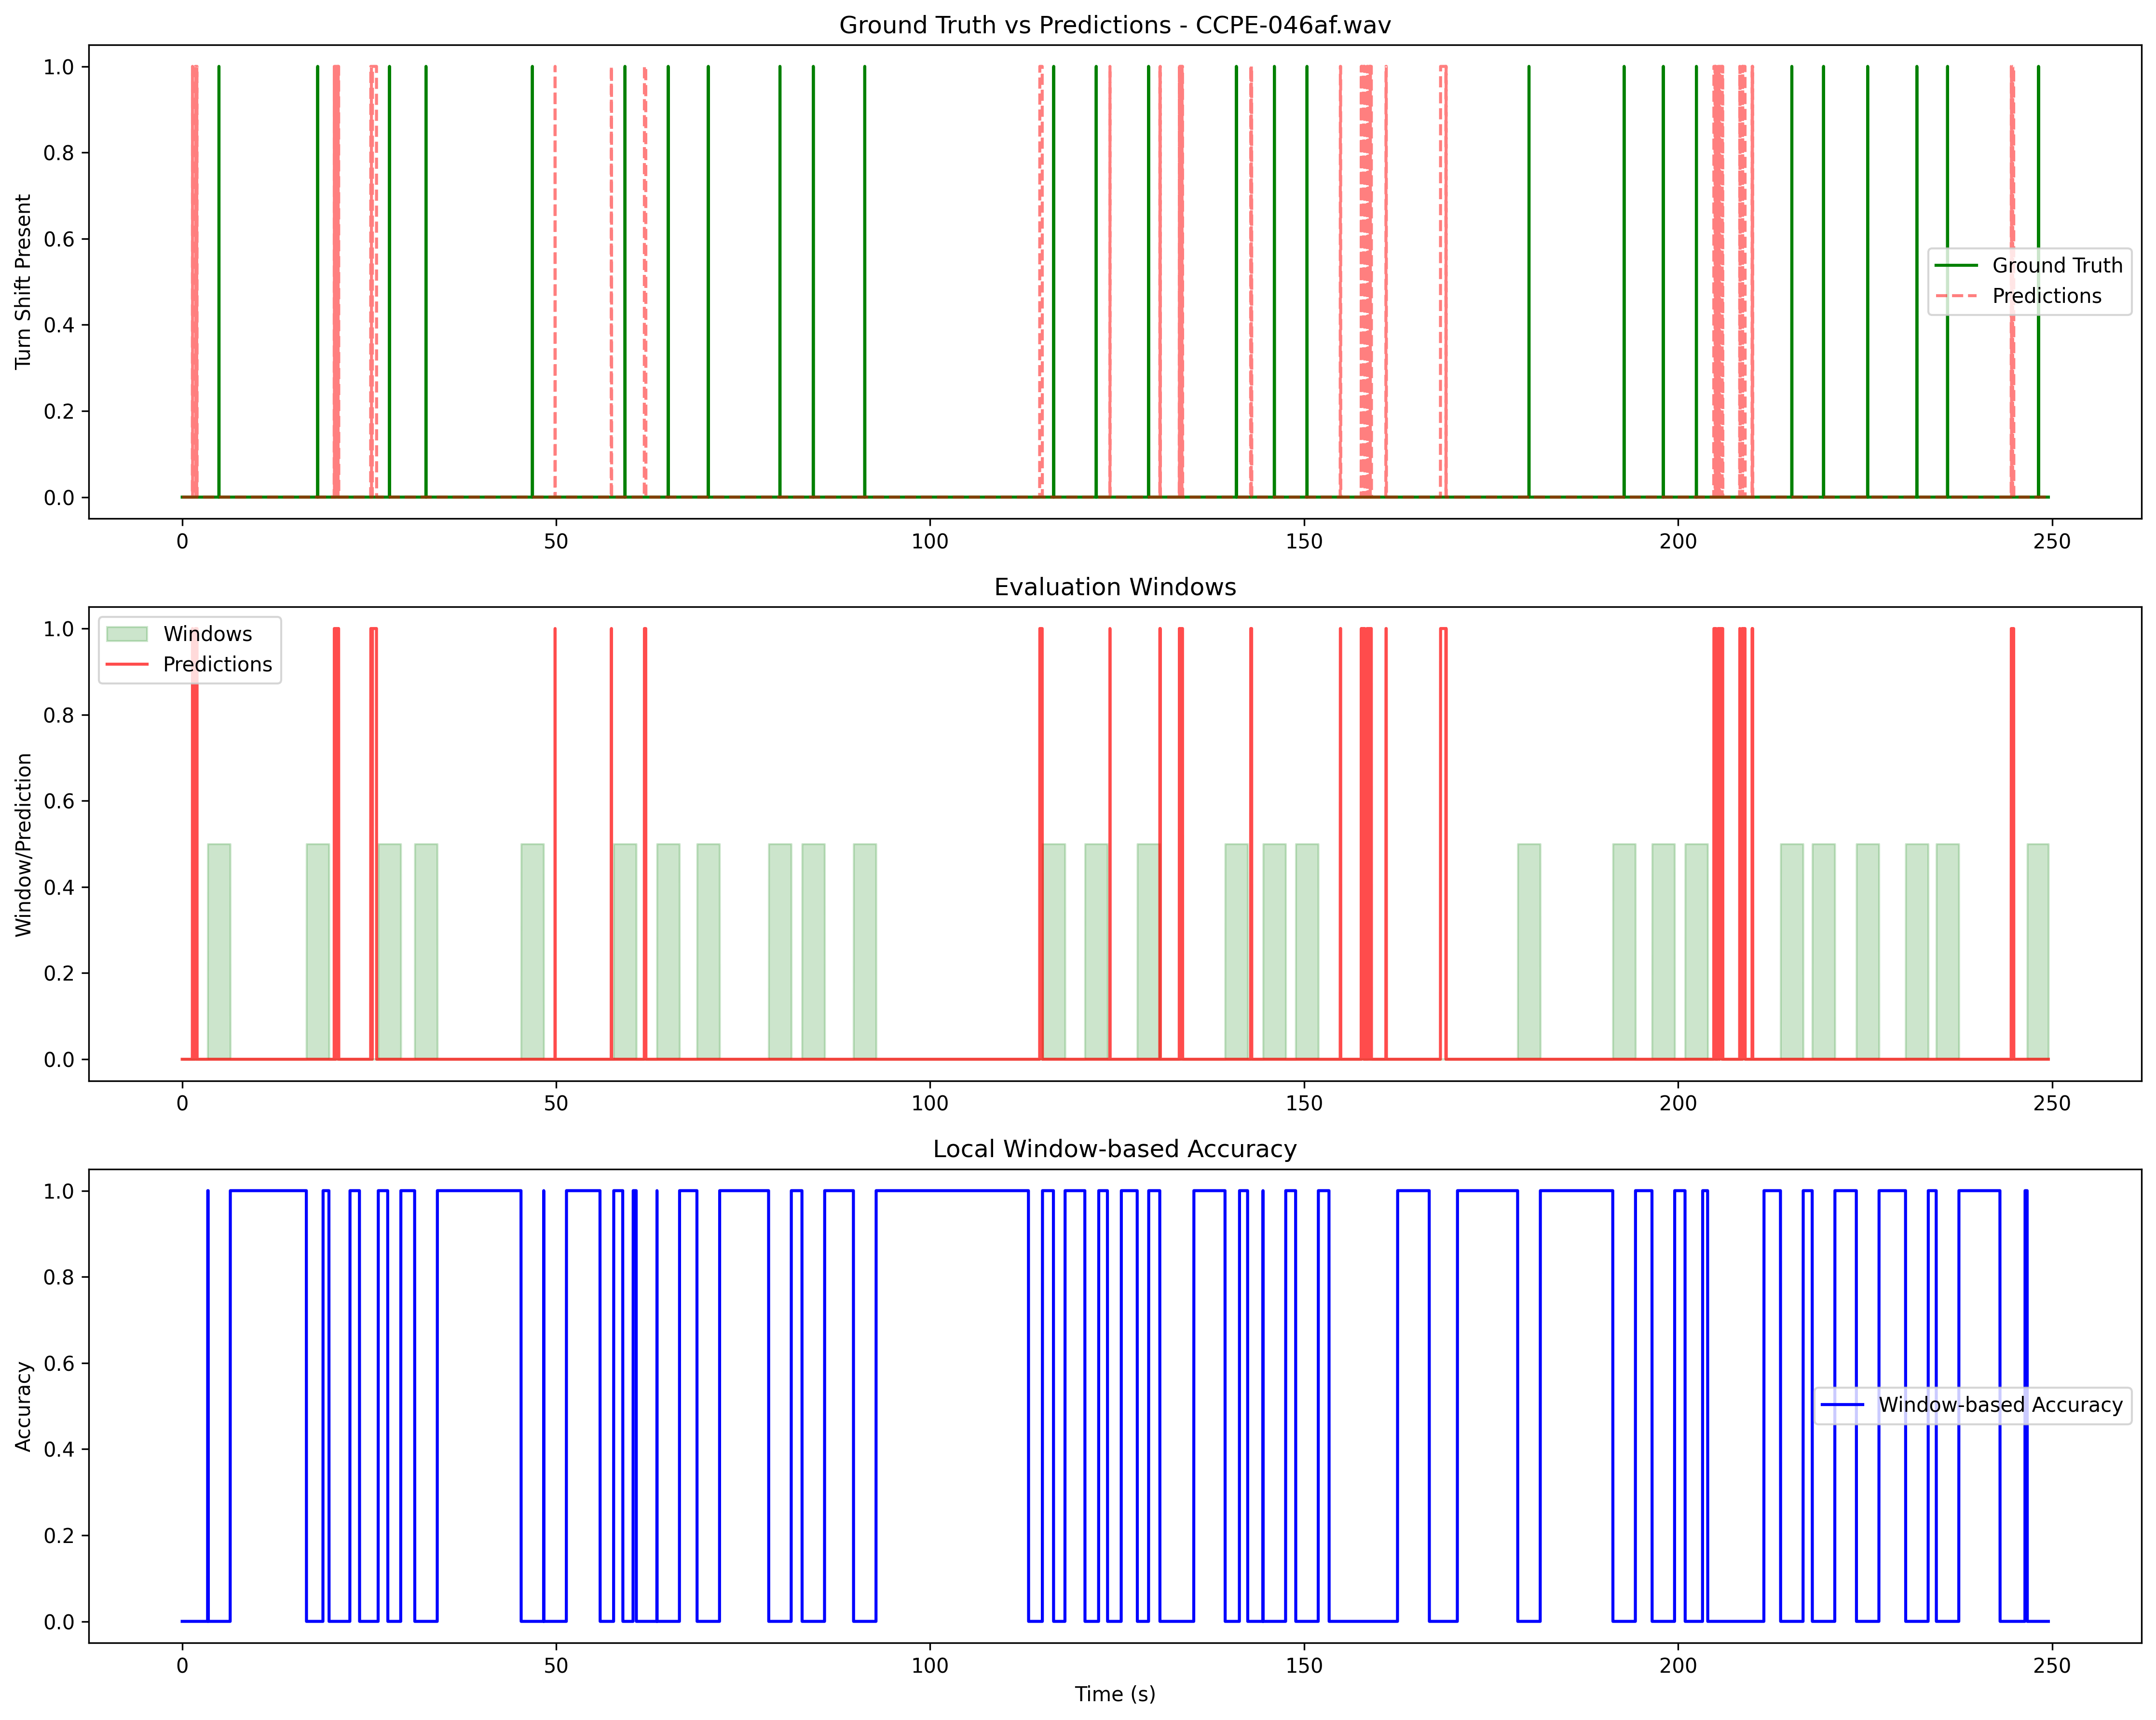 Ground Truth vs Predictions - CCPE-046af.wav
Turn Shift Present
1.0
0.8
0.6
0.4
0.2
0.0
Ground Truth
Predictions
0 50 100 150 200 250
Evaluation Windows
Window/Prediction
1.0
0.8
0.6
0.4
0.2
0.0
Windows
Predictions
0 50 100 150 200 250
Local Window-based Accuracy
Accuracy
1.0
0.8
0.6
0.4
0.2
0.0
Window-based Accuracy
0 50 100 150 200 250
Time (s)